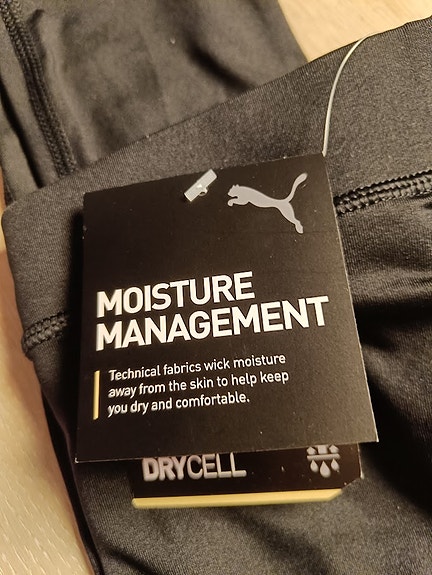 MOISTURE
MANAGEMENT
Technical fabrics wick moisture
away from the skin to help keep
you dry and comfortable.
DRYCELL